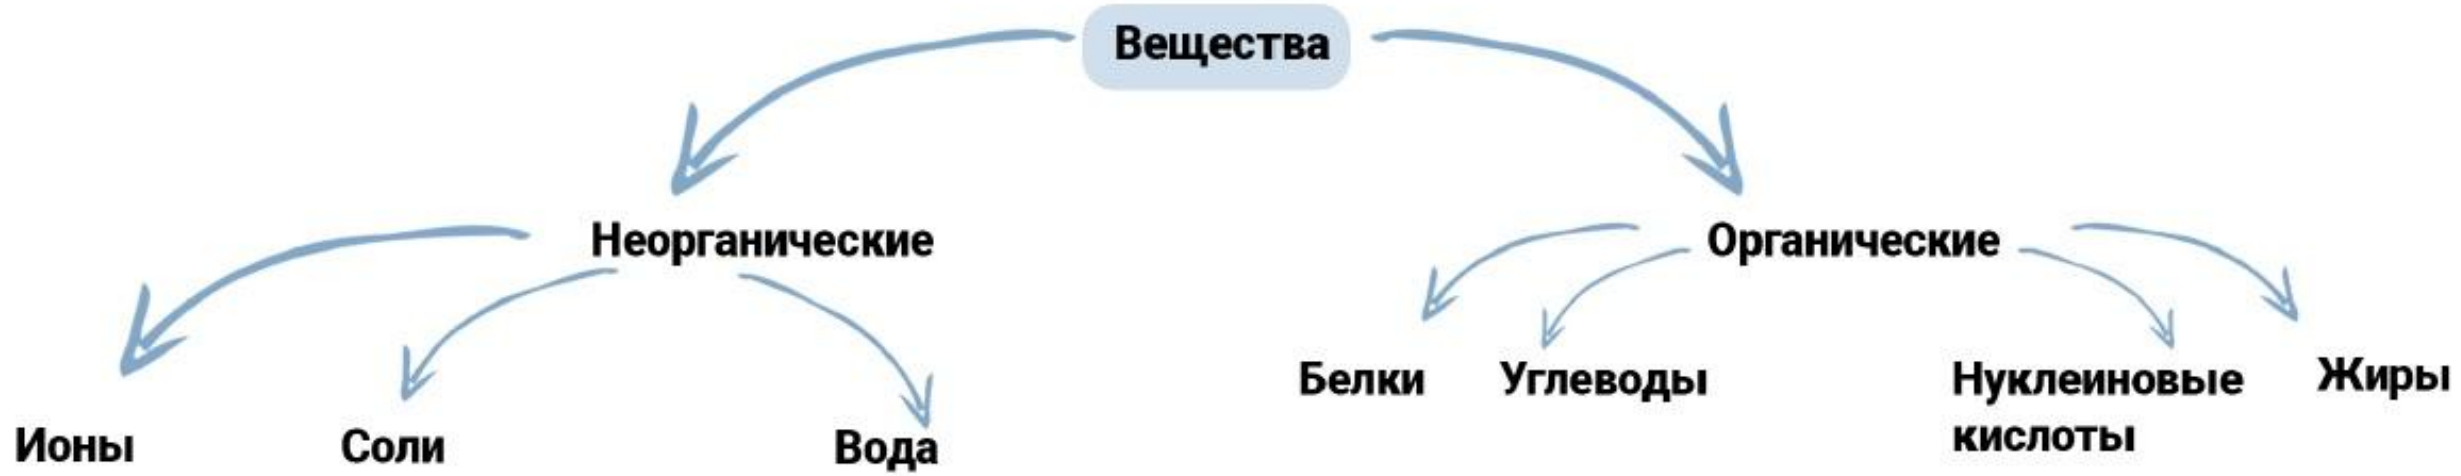 Вещества
Неорганические
Органические
Белки
Углеводы
Нуклеиновые
кислоты
Жиры
Ионы
Соли
Вода